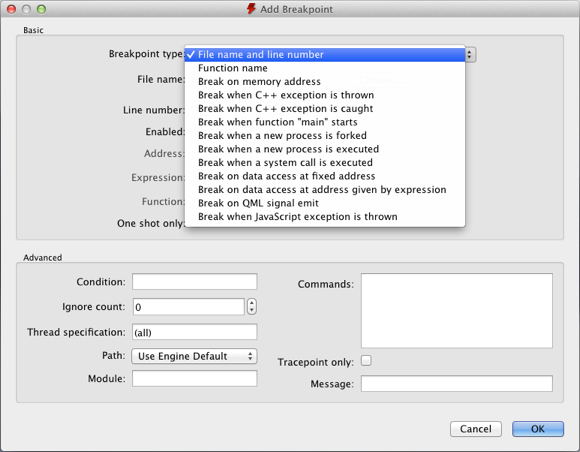 Add Breakpoint
Basic
Breakpoint type:
✓ File name and line number
Function name
Break on memory address
Break when C++ exception is thrown
Break when C++ exception is caught
Break when function "main" starts
Break when a new process is forked
Break when a new process is executed
Break when a system call is executed
Break on data access at fixed address
Break on data access at address given by expression
Break on QML signal emit
Break when JavaScript exception is thrown
File name:
Line number:
Enabled:
Address:
Expression:
Function:
One shot only:
Advanced
Condition:
Ignore count: 0
Thread specification: (all)
Path: Use Engine Default
Module:
Commands:
Tracepoint only:
Message:
Cancel OK